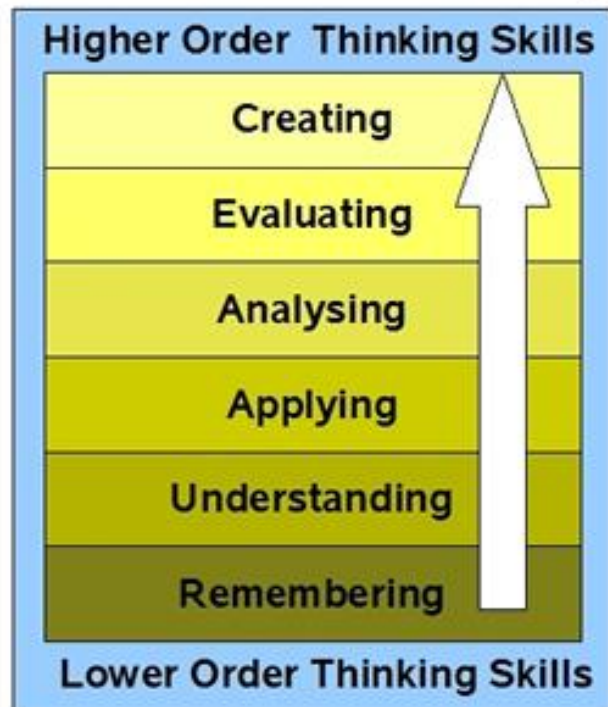 Higher Order Thinking Skills
Creating
Evaluating
Analysing
Applying
Understanding
Remembering
Lower Order Thinking Skills